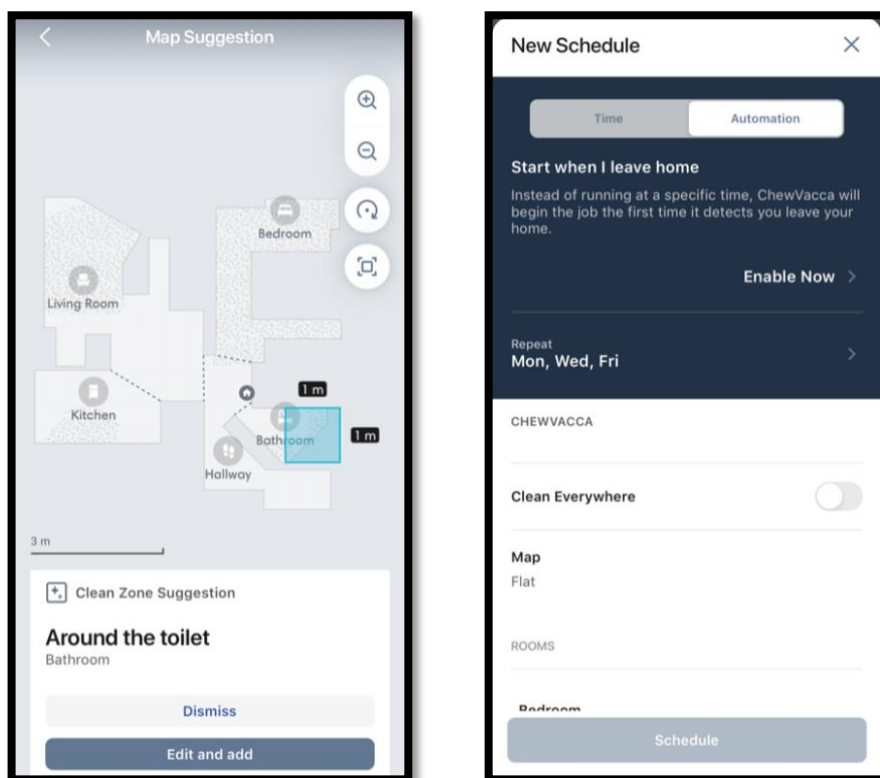 Map Suggestion
Bedroom
Living Room
1 m
Kitchen
Bathroom
1 m
Hallway
3 m
Clean Zone Suggestion
Around the toilet
Bathroom
Dismiss
Edit and add
New Schedule
Time
Automation
Start when I leave home
Instead of running at a specific time, ChewVacca will
begin the job the first time it detects you leave your
home.
Enable Now
Repeat
Mon, Wed, Fri
CHEWVACCA
Clean Everywhere
Map
Flat
ROOMS
Bedroom
Schedule